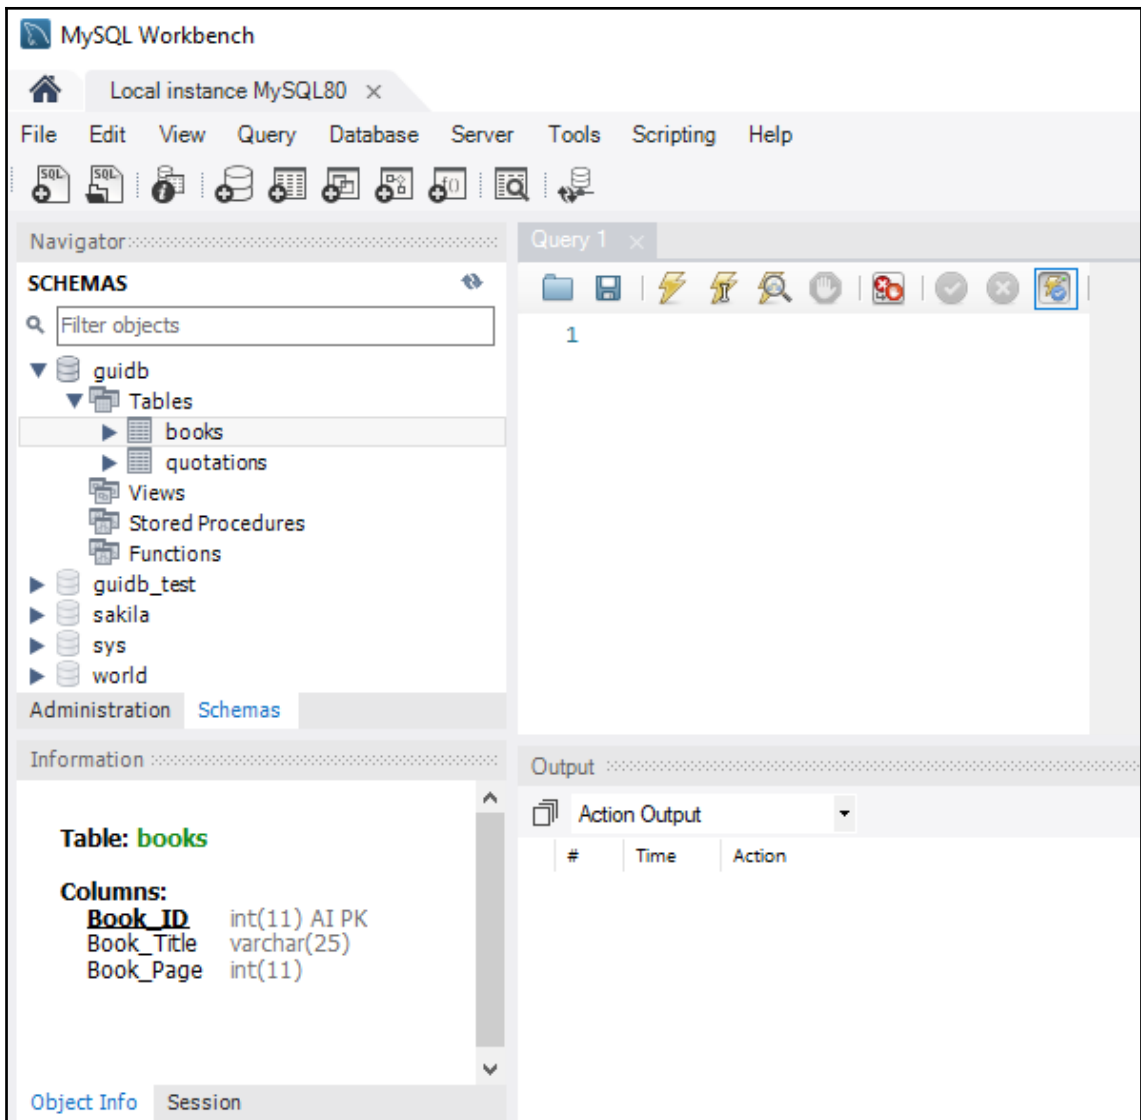 MySQL Workbench
Local instance MySQL80
File Edit View Query Database Server Tools Scripting Help
SQL SQL
Navigator
SCHEMAS
Filter objects
guidb
Tables
books
quotations
Views
Stored Procedures
Functions
guidb_test
sakila
sys
world
Administration Schemas
Information
Table: books
Columns:
Book_ID int(11) AI PK
Book_Title varchar(25)
Book_Page int(11)
Object Info Session
Query 1
1
Output
Action Output
# Time Action